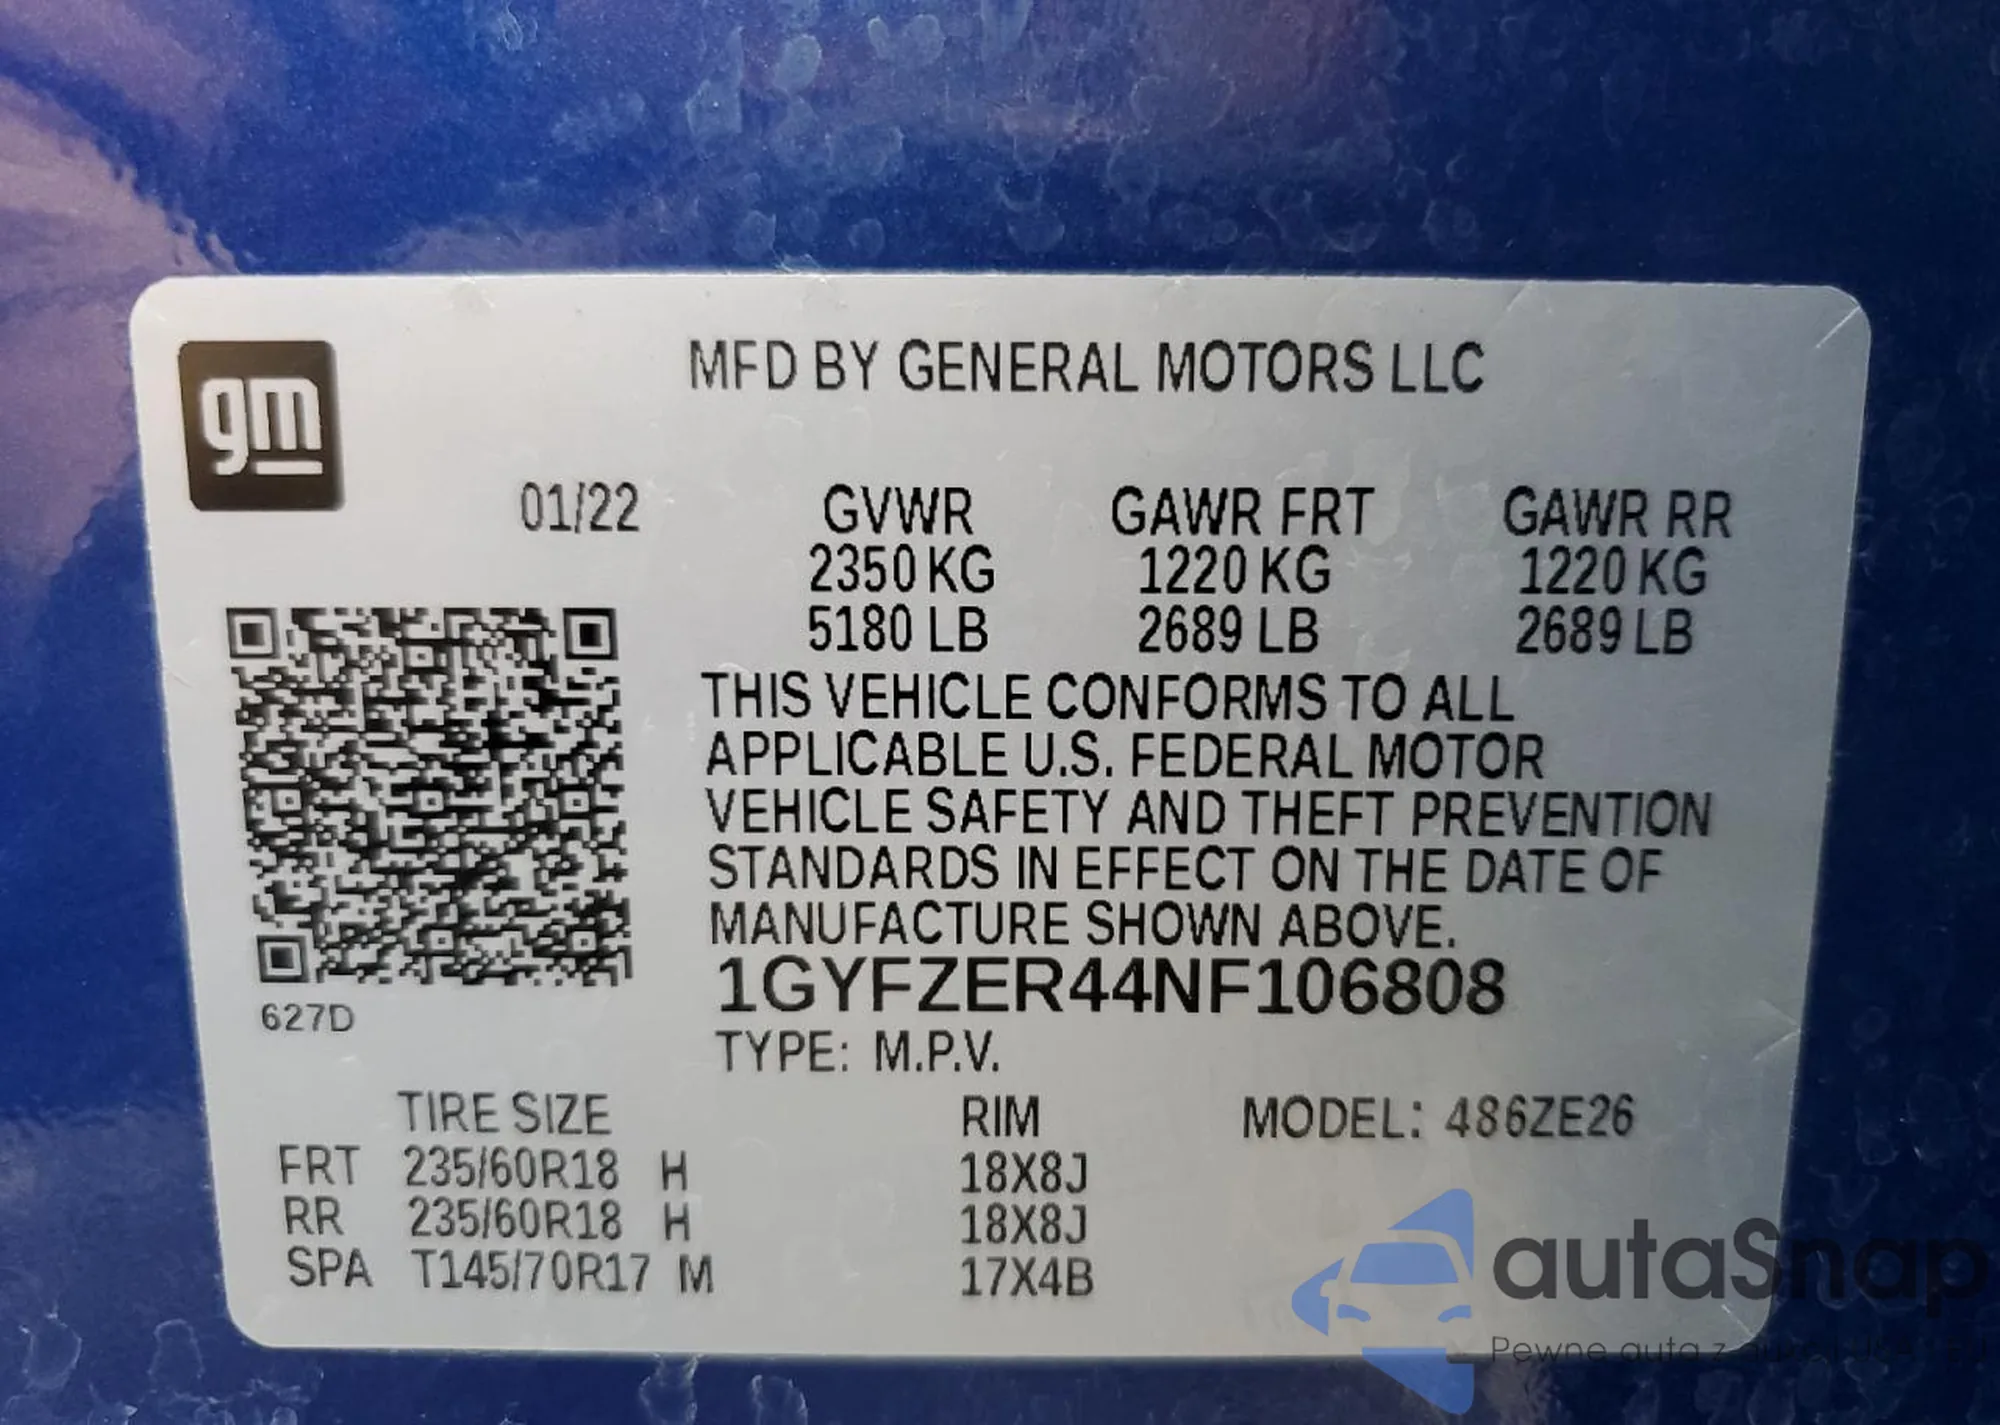 gm
MFD BY GENERAL MOTORS LLC
01/22 GVWR GAWR FRT GAWR RR
2350 KG 1220 KG 1220 KG
5180 LB 2689 LB 2689 LB
THIS VEHICLE CONFORMS TO ALL
APPLICABLE U.S. FEDERAL MOTOR
VEHICLE SAFETY AND THEFT PREVENTION
STANDARDS IN EFFECT ON THE DATE OF
MANUFACTURE SHOWN ABOVE.
1GYFZER44NF106808
627D
TYPE: M.P.V.
TIRE SIZE RIM MODEL: 486ZE26
FRT 235/60R18 H 18X8J
RR 235/60R18 H 18X8J
SPA T145/70R17 M 17X4B
autaSnap
Pewne auta z